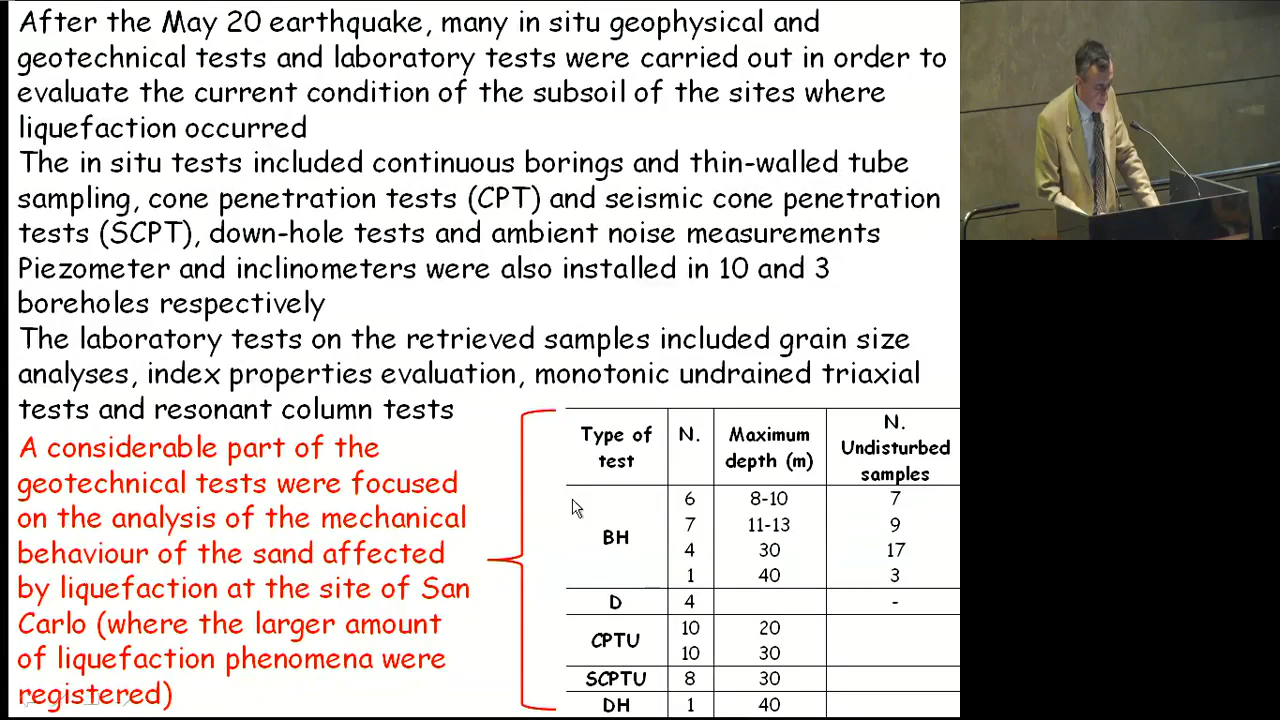 After the May 20 earthquake, many in situ geophysical and
geotechnical tests and laboratory tests were carried out in order to
evaluate the current condition of the subsoil of the sites where
liquefaction occurred
The in situ tests included continuous borings and thin-walled tube
sampling, cone penetration tests (CPT) and seismic cone penetration
tests (SCPT), down-hole tests and ambient noise measurements
Piezometer and inclinometers were also installed in 10 and 3
boreholes respectively
The laboratory tests on the retrieved samples included grain size
analyses, index properties evaluation, monotonic undrained triaxial
tests and resonant column tests
A considerable part of the
geotechnical tests were focused
on the analysis of the mechanical
behaviour of the sand affected
by liquefaction at the site of San
Carlo (where the larger amount
of liquefaction phenomena were
registered)
Type of test N. Maximum depth (m) N. Undisturbed samples
BH 6 8-10 7
7 11-13 9
4 30 17
1 40 3
D 4 -
CPTU 10 20
10 30
SCPTU 8 30
DH 1 40